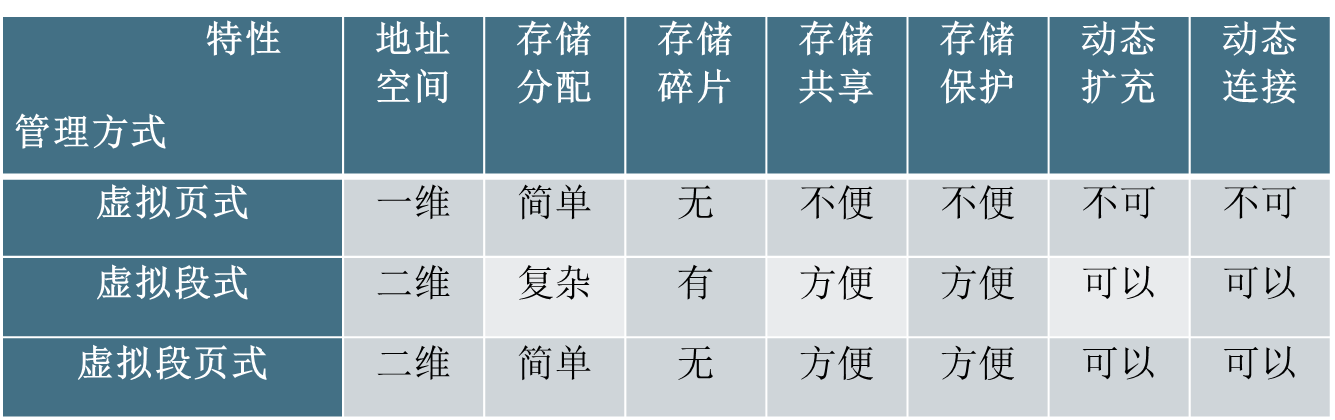 特性 地址 存储 存储 存储 存储 动态 动态
空间 分配 碎片 共享 保护 扩充 连接
管理方式
虚拟页式 一维 简单 无 不便 不便 不可 不可
虚拟段式 二维 复杂 有 方便 方便 可以 可以
虚拟段页式 二维 简单 无 方便 方便 可以 可以